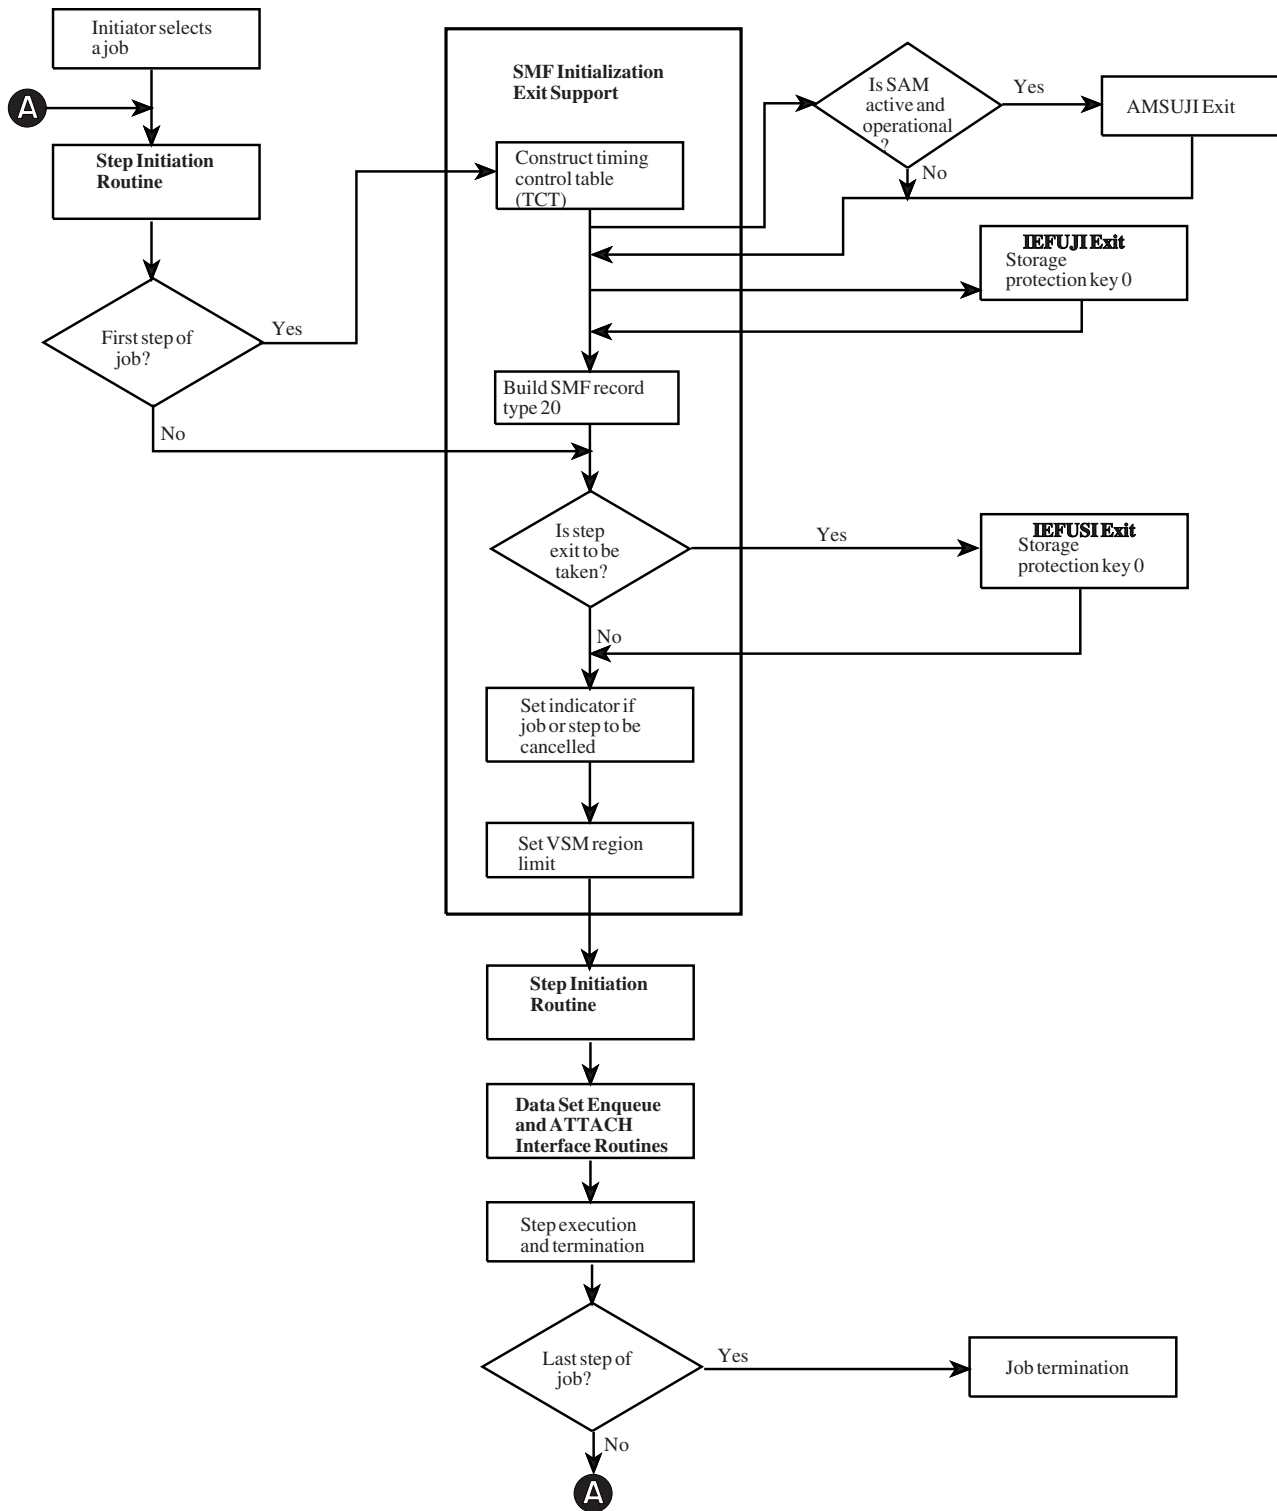 Initiator selects
a job
A
Step Initiation
Routine
First step of
job?
Yes
No
SMF Initialization
Exit Support
Construct timing
control table
(TCT)
Is SAM
active and
operational
?
Yes
No
AMSUJI Exit
IEFUJI Exit
Storage
protection key 0
Build SMF record
type 20
Is step
exit to be
taken?
Yes
No
IEFUSI Exit
Storage
protection key 0
Set indicator if
job or step to be
cancelled
Set VSM region
limit
Step Initiation
Routine
Data Set Enqueue
and ATTACH
Interface Routines
Step execution
and termination
Last step of
job?
Yes
No
Job termination
A